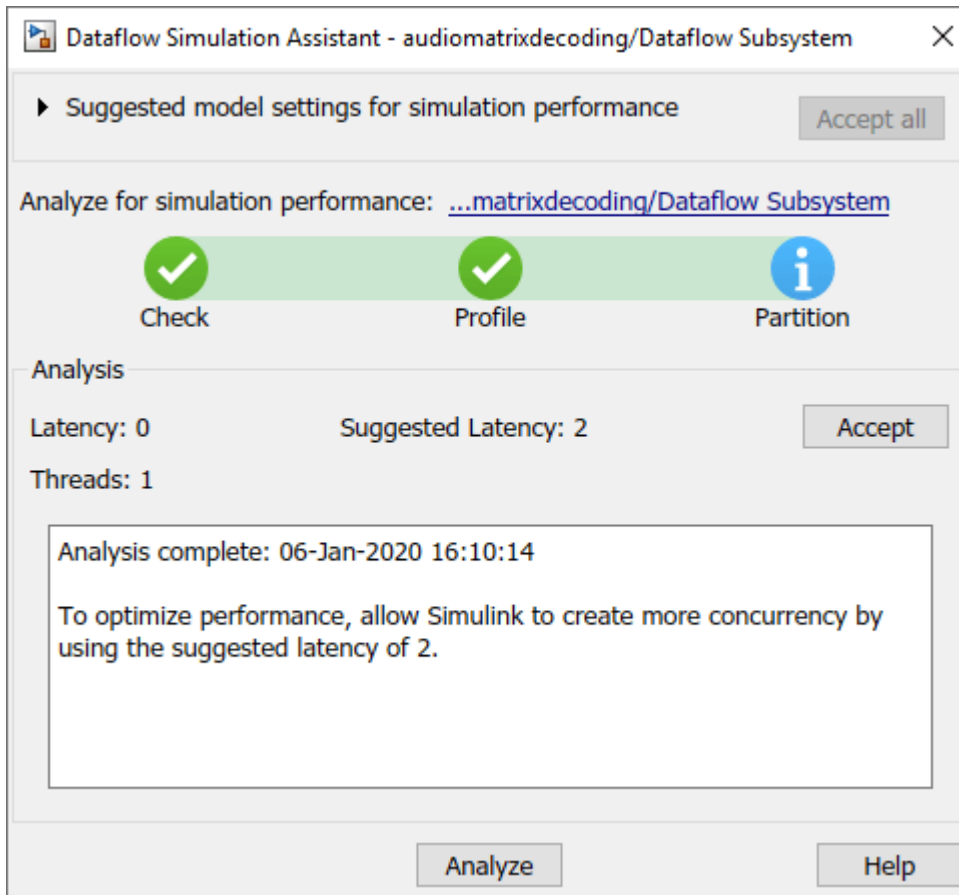 Dataflow Simulation Assistant - audiomatrixdecoding/Dataflow Subsystem
Suggested model settings for simulation performance
Accept all
Analyze for simulation performance: ...matrixdecoding/Dataflow Subsystem
Check Profile Partition
Analysis
Latency: 0 Suggested Latency: 2 Accept
Threads: 1
Analysis complete: 06-Jan-2020 16:10:14
To optimize performance, allow Simulink to create more concurrency by
using the suggested latency of 2.
Analyze Help